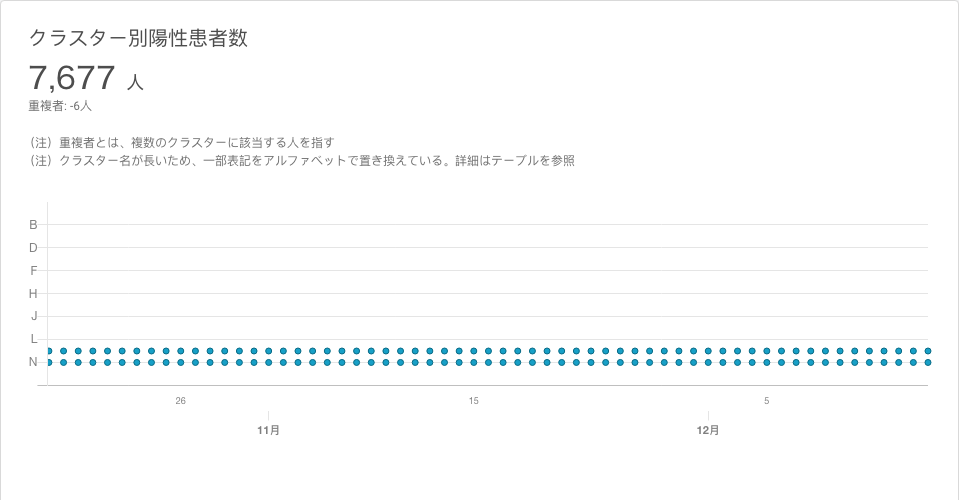 クラスター別陽性患者数
7,677 人
重複者: -6人
（注）重複者とは、複数のクラスターに該当する人を指す
（注）クラスター名が長いため、一部表記をアルファベットで置き換えている。詳細はテーブルを参照
B
D
F
H
J
L
N
26 15 5
11月 12月